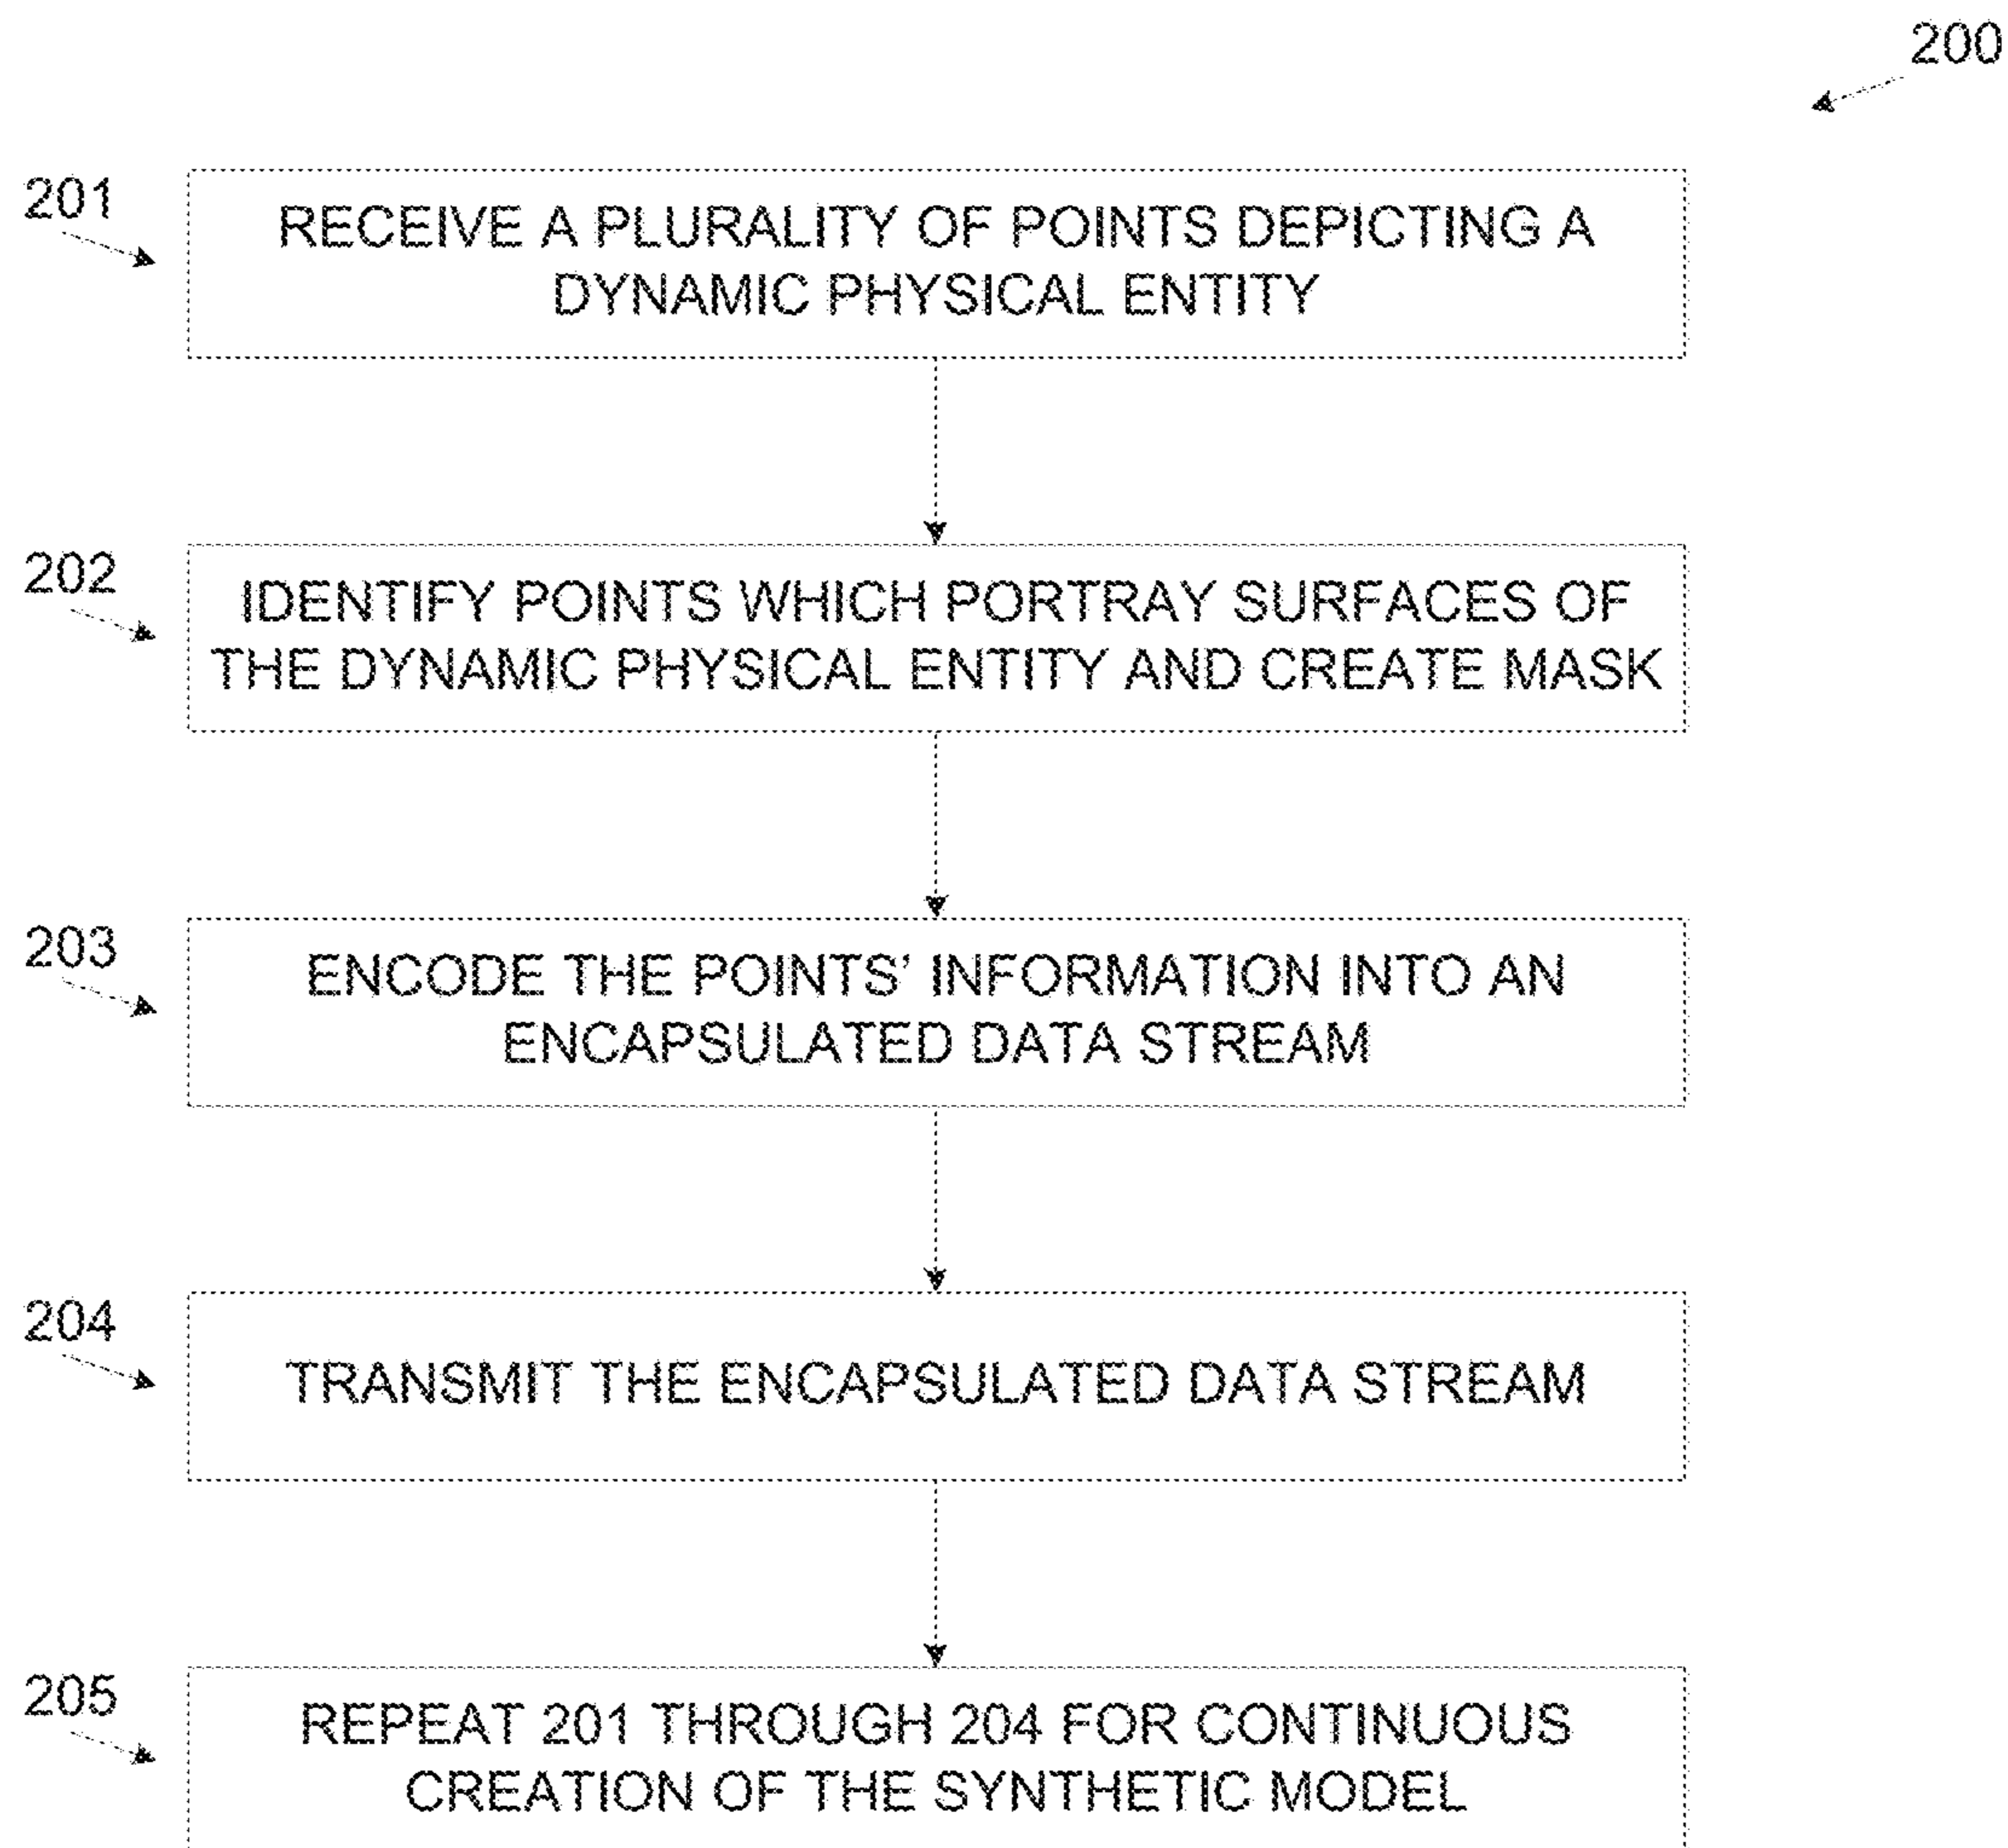 200
201
RECEIVE A PLURALITY OF POINTS DEPICTING A
DYNAMIC PHYSICAL ENTITY
202
IDENTIFY POINTS WHICH PORTRAY SURFACES OF
THE DYNAMIC PHYSICAL ENTITY AND CREATE MASK
203
ENCODE THE POINTS' INFORMATION INTO AN
ENCAPSULATED DATA STREAM
204
TRANSMIT THE ENCAPSULATED DATA STREAM
205
REPEAT 201 THROUGH 204 FOR CONTINUOUS
CREATION OF THE SYNTHETIC MODEL